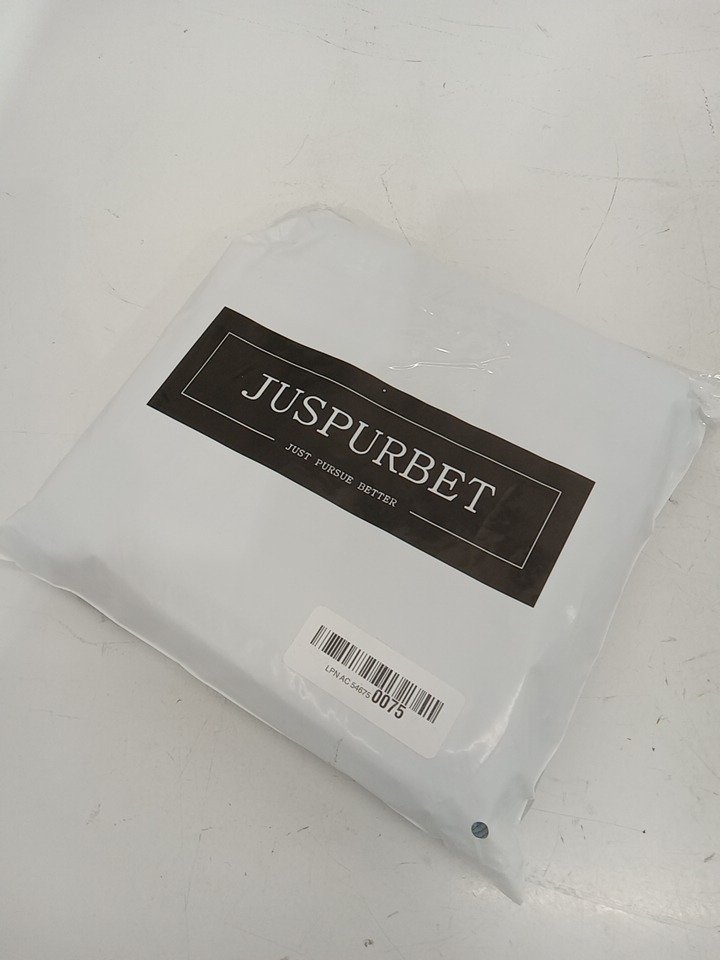 JUSPURBET
JUST PURSUE BETTER
LPN AC 54675 0075